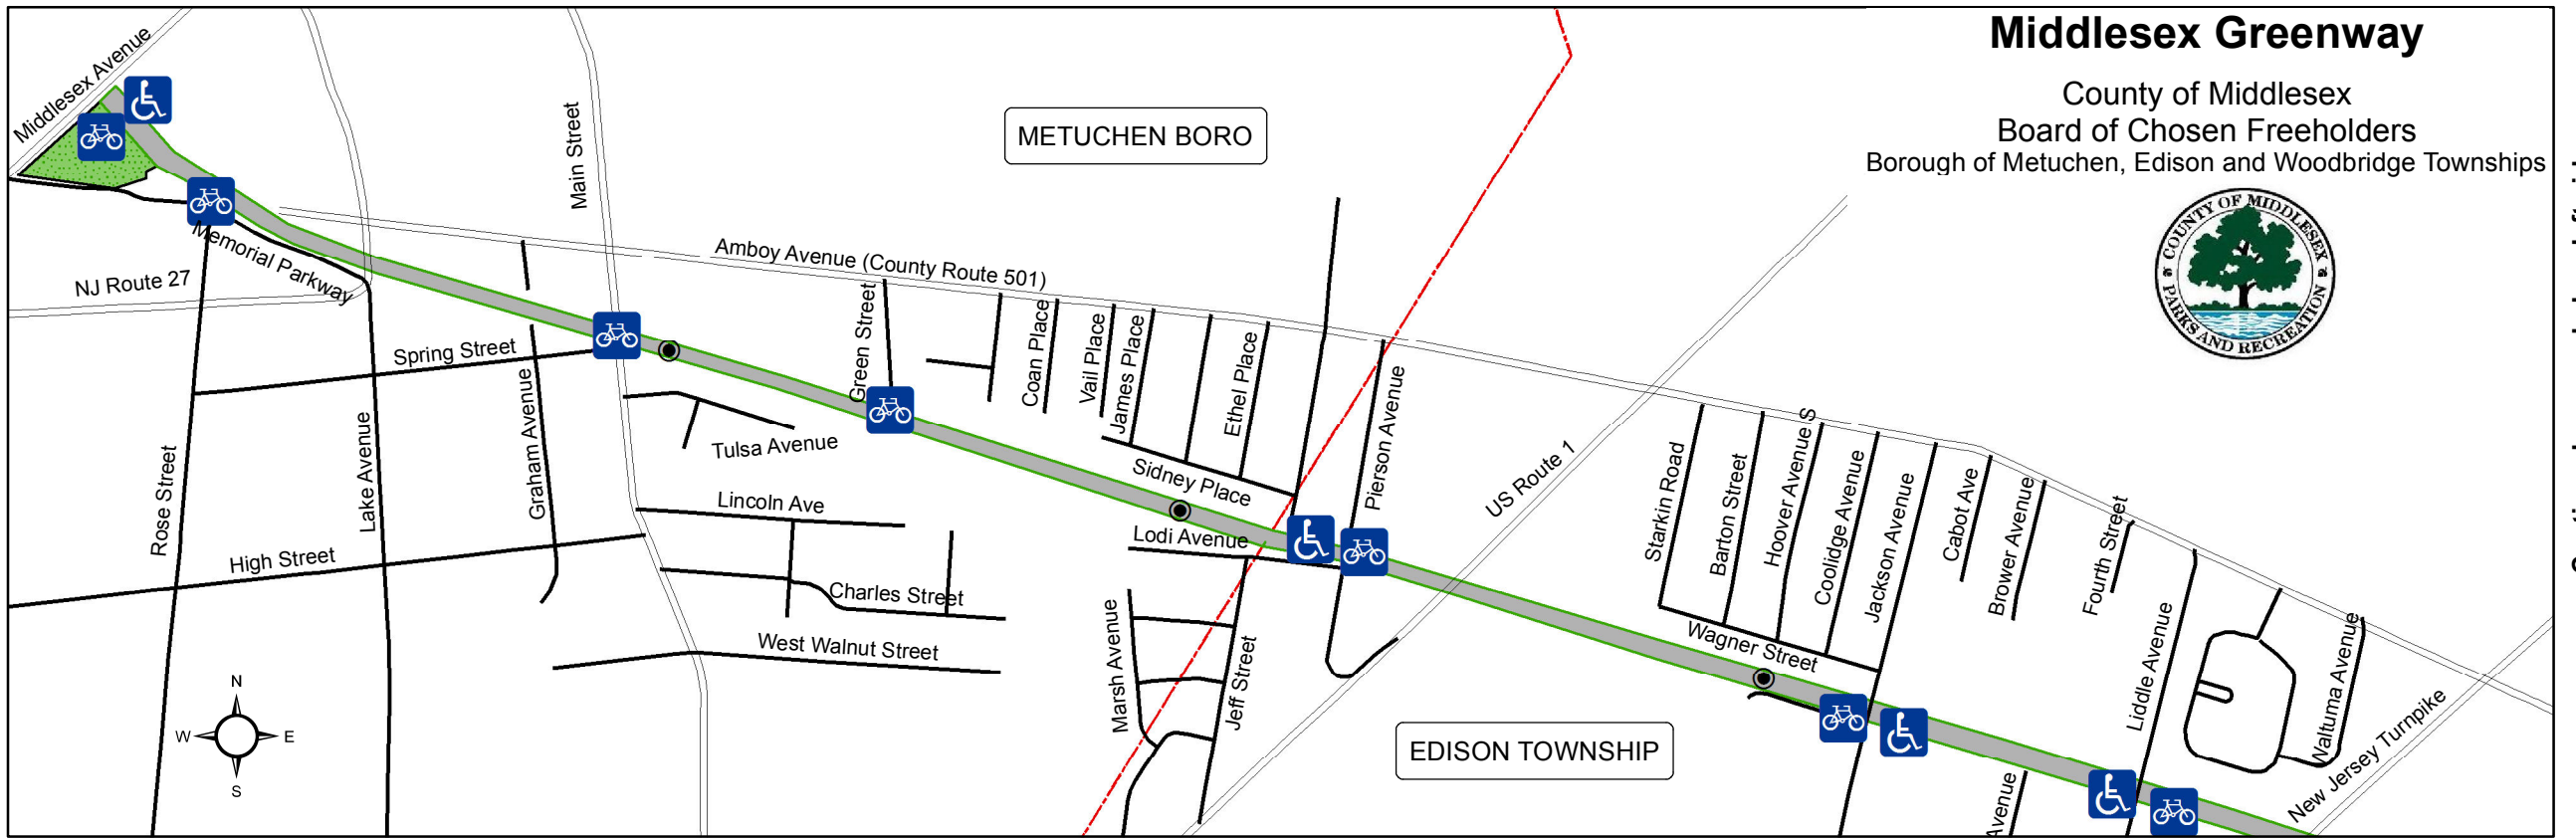 Middlesex Greenway
County of Middlesex
Board of Chosen Freeholders
Borough of Metuchen, Edison and Woodbridge Townships
COUNTY OF MIDDLESEX
PARKS AND RECREATION
METUCHEN BORO
EDISON TOWNSHIP
Middlesex Avenue
Main Street
Memorial Parkway
NJ Route 27
Amboy Avenue (County Route 501)
Spring Street
Green Street
Coan Place
Vail Place
James Place
Ethel Place
Sidney Place
Pierson Avenue
US Route 1
Graham Avenue
Tulsa Avenue
Lake Avenue
Rose Street
Lincoln Ave
Lodi Avenue
High Street
Charles Street
West Walnut Street
Marsh Avenue
Jeff Street
Starkin Road
Barton Street
Hoover Avenue S
Coolidge Avenue
Jackson Avenue
Cabot Ave
Brower Avenue
Fourth Street
Wagner Street
Liddle Avenue
Waltuma Avenue
New Jersey Turnpike
Avenue
N
W E
S